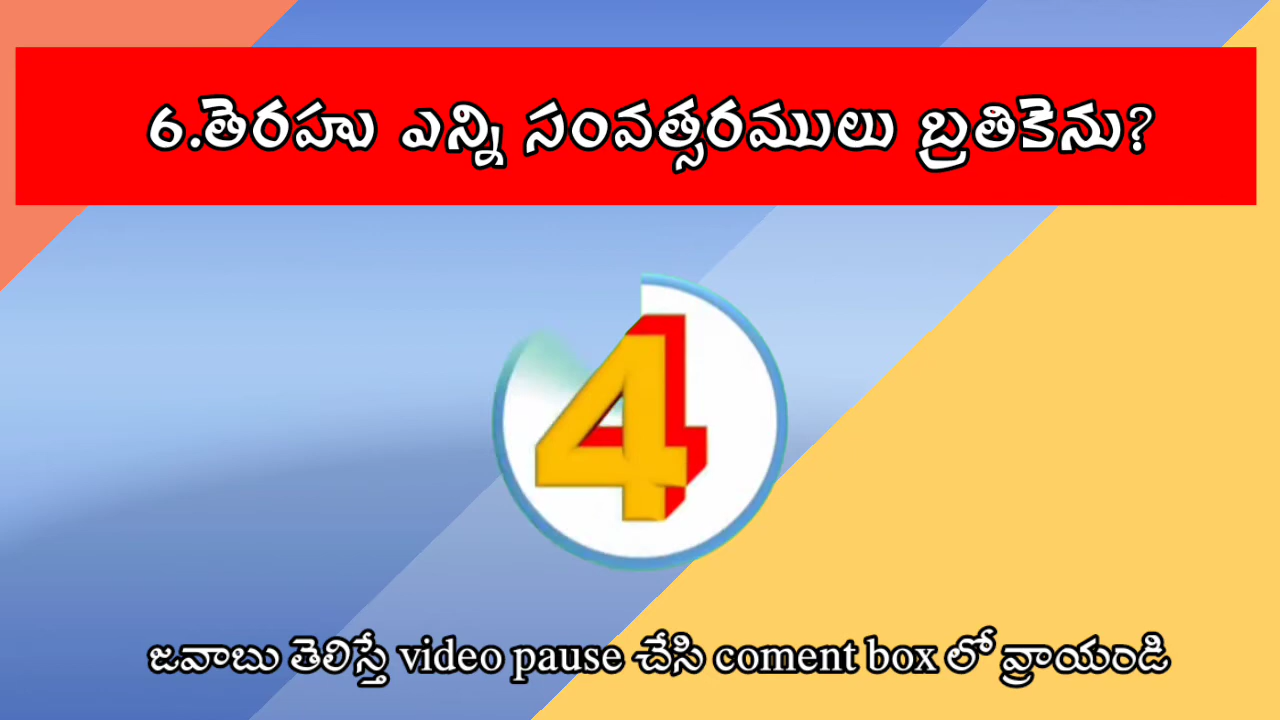 6.తెరహు ఎన్ని సంవత్సరములు బ్రతికెను?
4
జవాబు తెలిస్తే video pause చేసి coment box లో వ్రాయండి